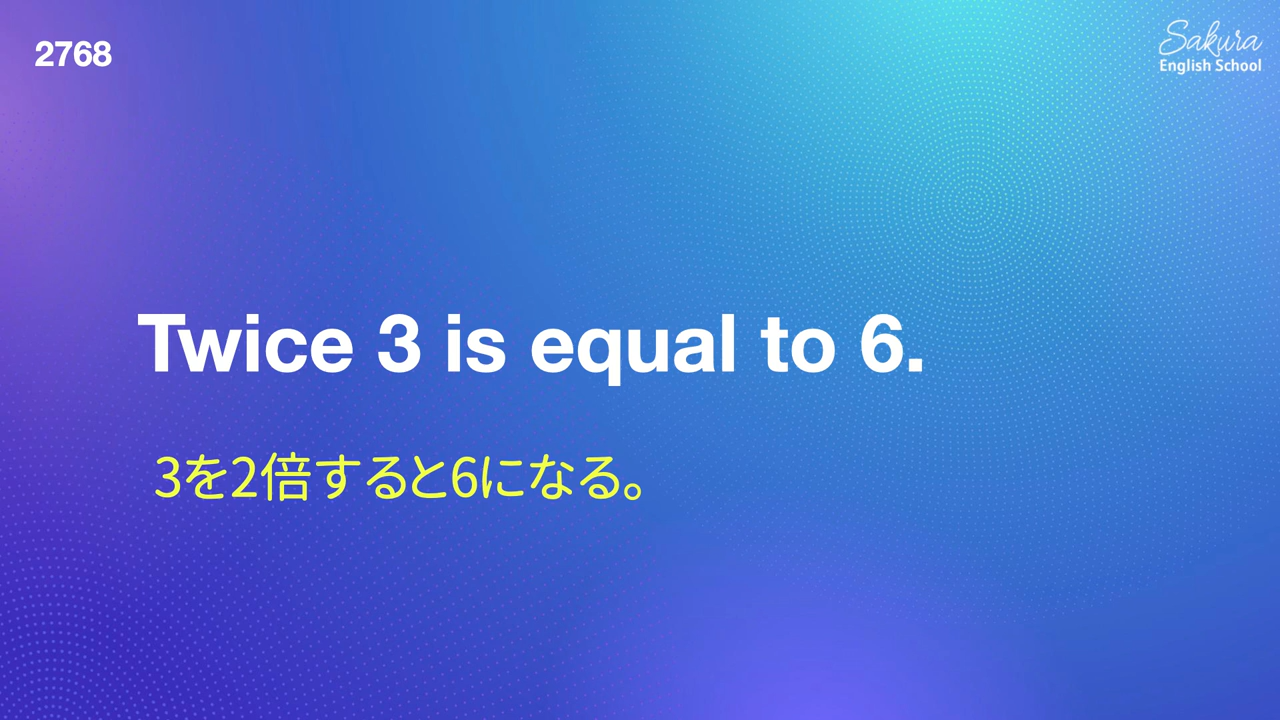 2768
Sakura
English School
Twice 3 is equal to 6.
3を2倍すると6になる。